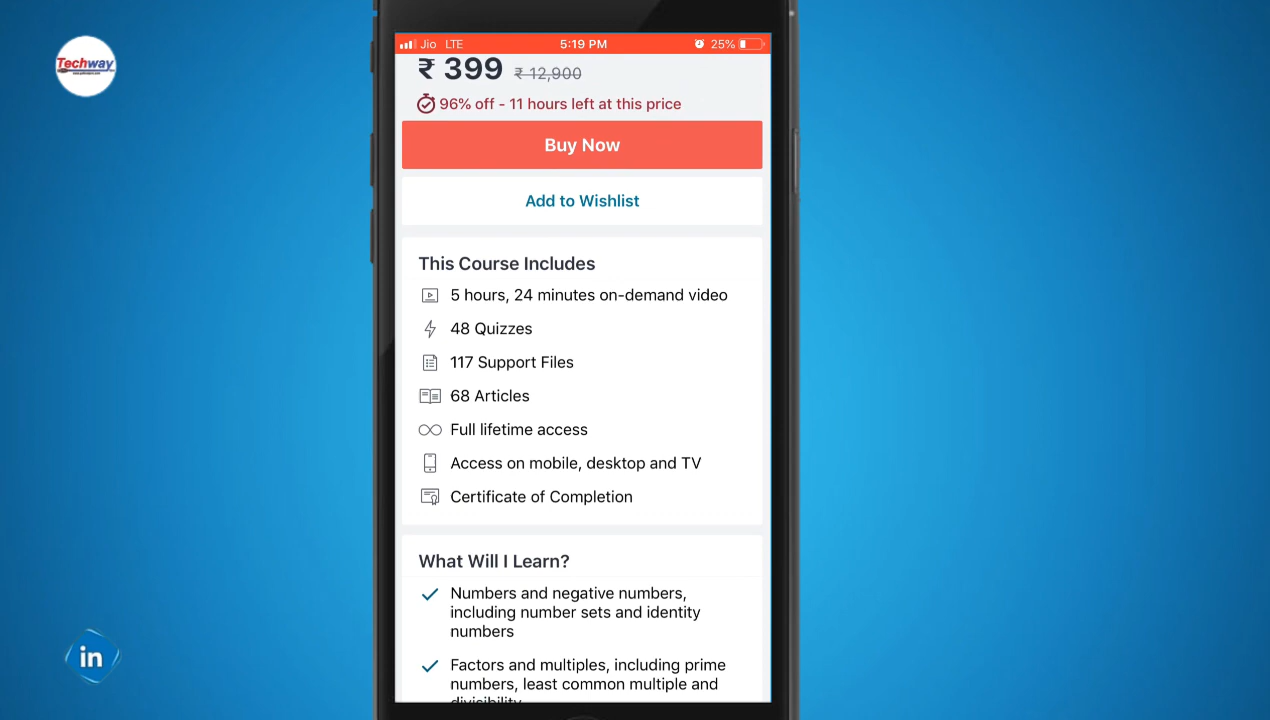 Techway
Jio LTE 5:19 PM 25%
₹ 399 ₹ 12,900
96% off - 11 hours left at this price
Buy Now
Add to Wishlist
This Course Includes
5 hours, 24 minutes on-demand video
48 Quizzes
117 Support Files
68 Articles
Full lifetime access
Access on mobile, desktop and TV
Certificate of Completion
What Will I Learn?
Numbers and negative numbers,
including number sets and identity
numbers
Factors and multiples, including prime
numbers, least common multiple and
divisibility
in